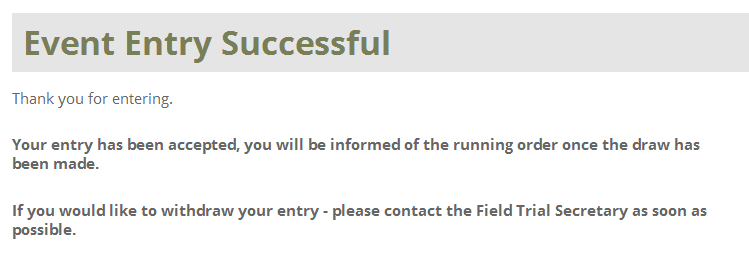 Event Entry Successful
Thank you for entering.
Your entry has been accepted, you will be informed of the running order once the draw has
been made.
If you would like to withdraw your entry - please contact the Field Trial Secretary as soon as
possible.